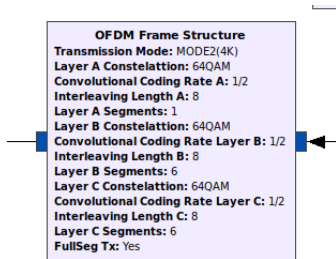 OFDM Frame Structure
Transmission Mode: MODE2(4K)
Layer A Constelattion: 64QAM
Convolutional Coding Rate A: 1/2
Interleaving Length A: 8
Layer A Segments: 1
Layer B Constelattion: 64QAM
Convolutional Coding Rate Layer B: 1/2
Interleaving Length B: 8
Layer B Segments: 6
Layer C Constelattion: 64QAM
Convolutional Coding Rate Layer C: 1/2
Interleaving Length C: 8
Layer C Segments: 6
FullSeg Tx: Yes